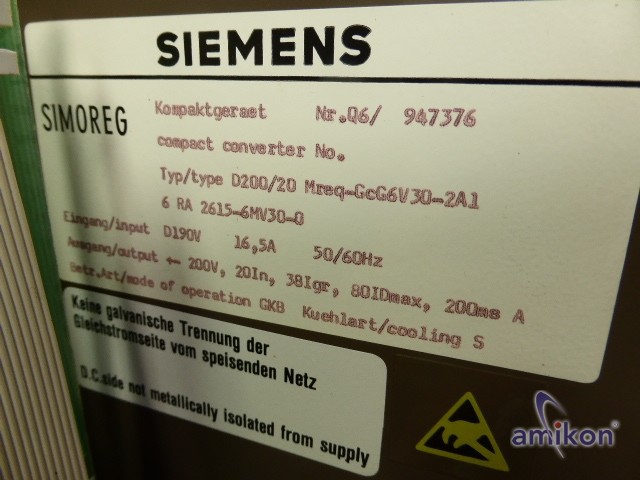 SIEMENS
SIMOREG
Kompaktgeraet Nr.Q6/ 947376
compact converter No.
Typ/type D200/20 Mreq-GcG6V30-2A1
6 RA 2615-6MV30-0
Eingang/input D190V 16,5A 50/60Hz
Ausgang/output +- 200V, 20In, 38Igr, 80IDmax, 200ms A
Betr.Art/mode of operation GKB Kuehlart/cooling S
Keine galvanische Trennung der
Gleichstromseite vom speisenden Netz
D.C.side not metallically isolated from supply
amikon